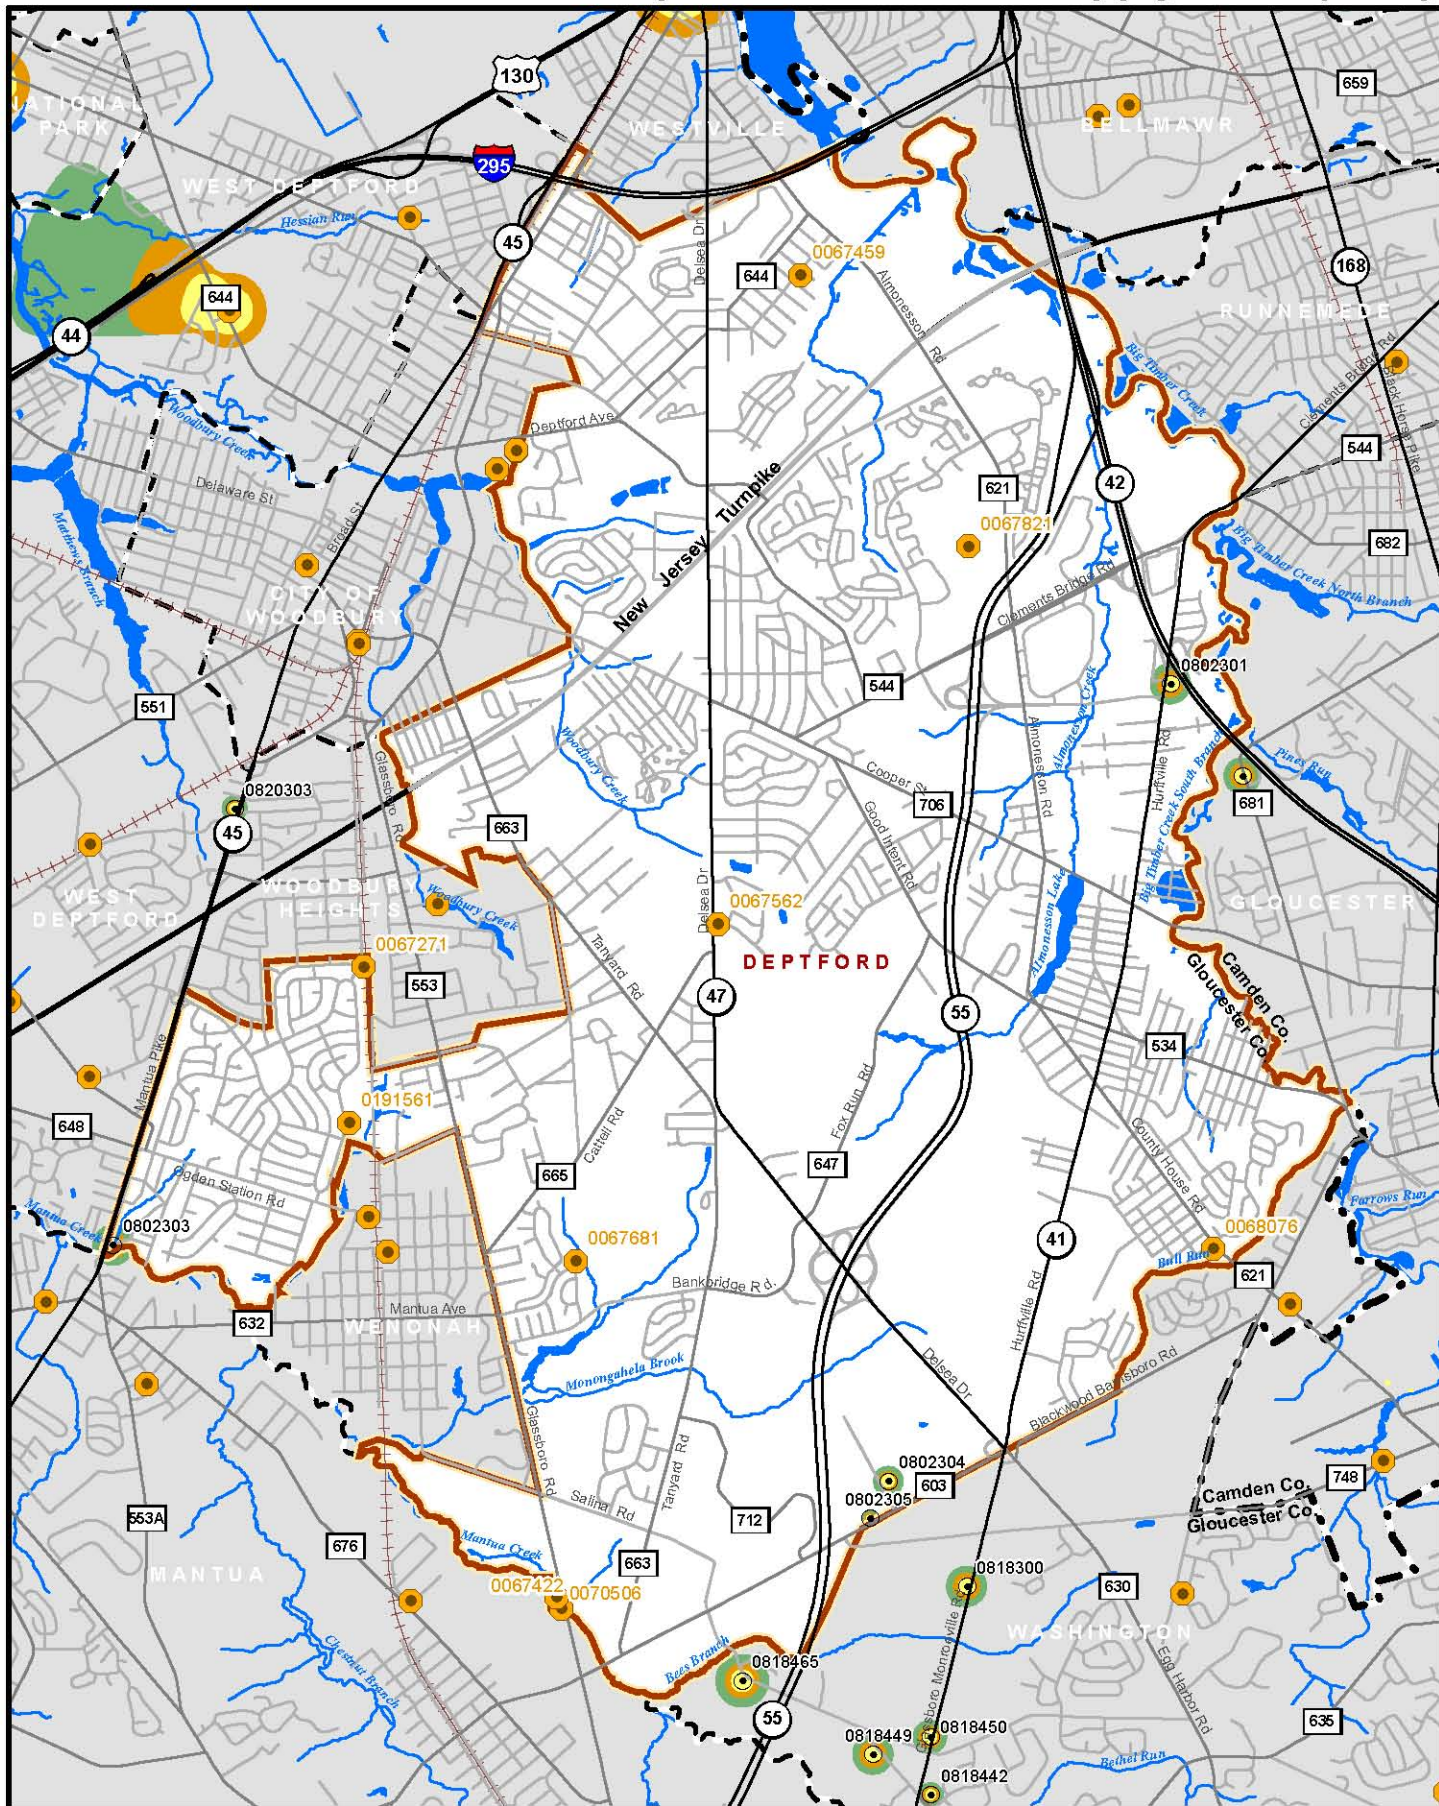 130
659
NATIONAL
PARK
WESTVILLE
BELLMAWR
295
WEST DEPTFORD
Hessian Run
45
Delsea Dr
644
0067459
168
644
Almonesson Rd
44
RUNNEMEDE
Big Timber Creek
Clements Bridge Rd
Black Horse Pike
Woodbury Creek
Deptford Ave
544
Delaware St
New Jersey Turnpike
621
42
Matthews Branch
Broad St
0067821
682
Big Timber Creek North Branch
CITY OF
WOODBURY
Clements Bridge Rd
0802301
544
551
Woodbury Creek
Almonesson Creek
Almonesson Rd
Hurffville Rd
Big Timber Creek South Branch
Pines Run
Glassboro Rd
0820303
Cooper St
706
681
45
663
Good Intent Rd
WEST
DEPTFORD
WOODBURY
HEIGHTS
Woodbury Creek
Delsea Dr
0067562
Almonesson Lake
GLOUCESTER
0067271
Tanyard Rd
DEPTFORD
553
47
55
Camden Co.
Gloucester Co.
534
Mantua Pike
0191561
648
Cattell Rd
Fox Run Rd
County House Rd
665
647
Ogden Station Rd
Mantua Creek
0802303
Farrows Run
0068076
41
0067681
Bull Run
621
Bankbridge Rd.
Hurffville Rd
Mantua Ave
632
WENONAH
Monongahela Brook
Delsea Dr
Blackwood Barnsboro Rd
Glassboro Rd
Tanyard Rd
0802304
603
748
Camden Co.
Gloucester Co.
Salina Rd
0802305
553A
712
676
Mantua Creek
663
MANTUA
0067422
0070506
0818300
630
WASHINGTON
Chestnut Branch
Bees Branch
0818465
Glassboro Monroeville Rd
Egg Harbor Rd
55
635
0818449
0818450
Bethel Run
0818442